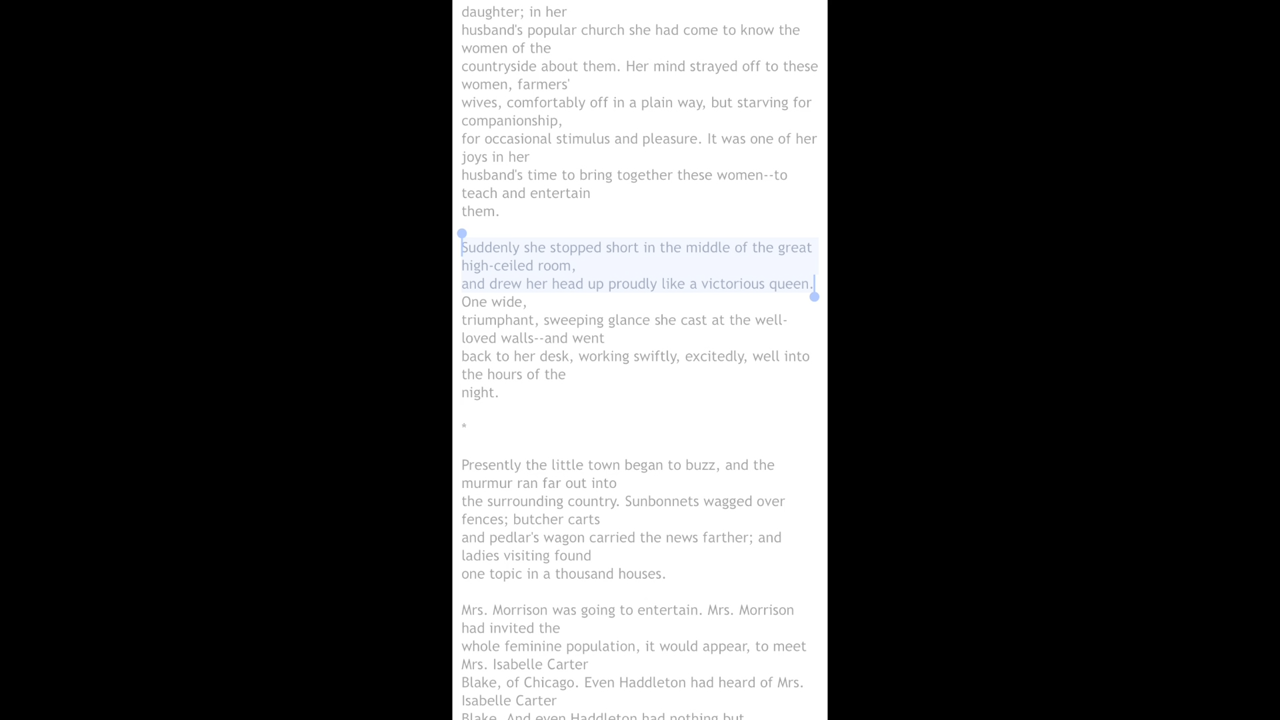 daughter; in her
husband's popular church she had come to know the
women of the
countryside about them. Her mind strayed off to these
women, farmers'
wives, comfortably off in a plain way, but starving for
companionship,
for occasional stimulus and pleasure. It was one of her
joys in her
husband's time to bring together these women--to
teach and entertain
them.
Suddenly she stopped short in the middle of the great
high-ceiled room,
and drew her head up proudly like a victorious queen.
One wide,
triumphant, sweeping glance she cast at the well-
loved walls--and went
back to her desk, working swiftly, excitedly, well into
the hours of the
night.
*
Presently the little town began to buzz, and the
murmur ran far out into
the surrounding country. Sunbonnets wagged over
fences; butcher carts
and pedlar's wagon carried the news farther; and
ladies visiting found
one topic in a thousand houses.
Mrs. Morrison was going to entertain. Mrs. Morrison
had invited the
whole feminine population, it would appear, to meet
Mrs. Isabelle Carter
Blake, of Chicago. Even Haddleton had heard of Mrs.
Isabelle Carter
Blake. And even Haddleton had nothing but